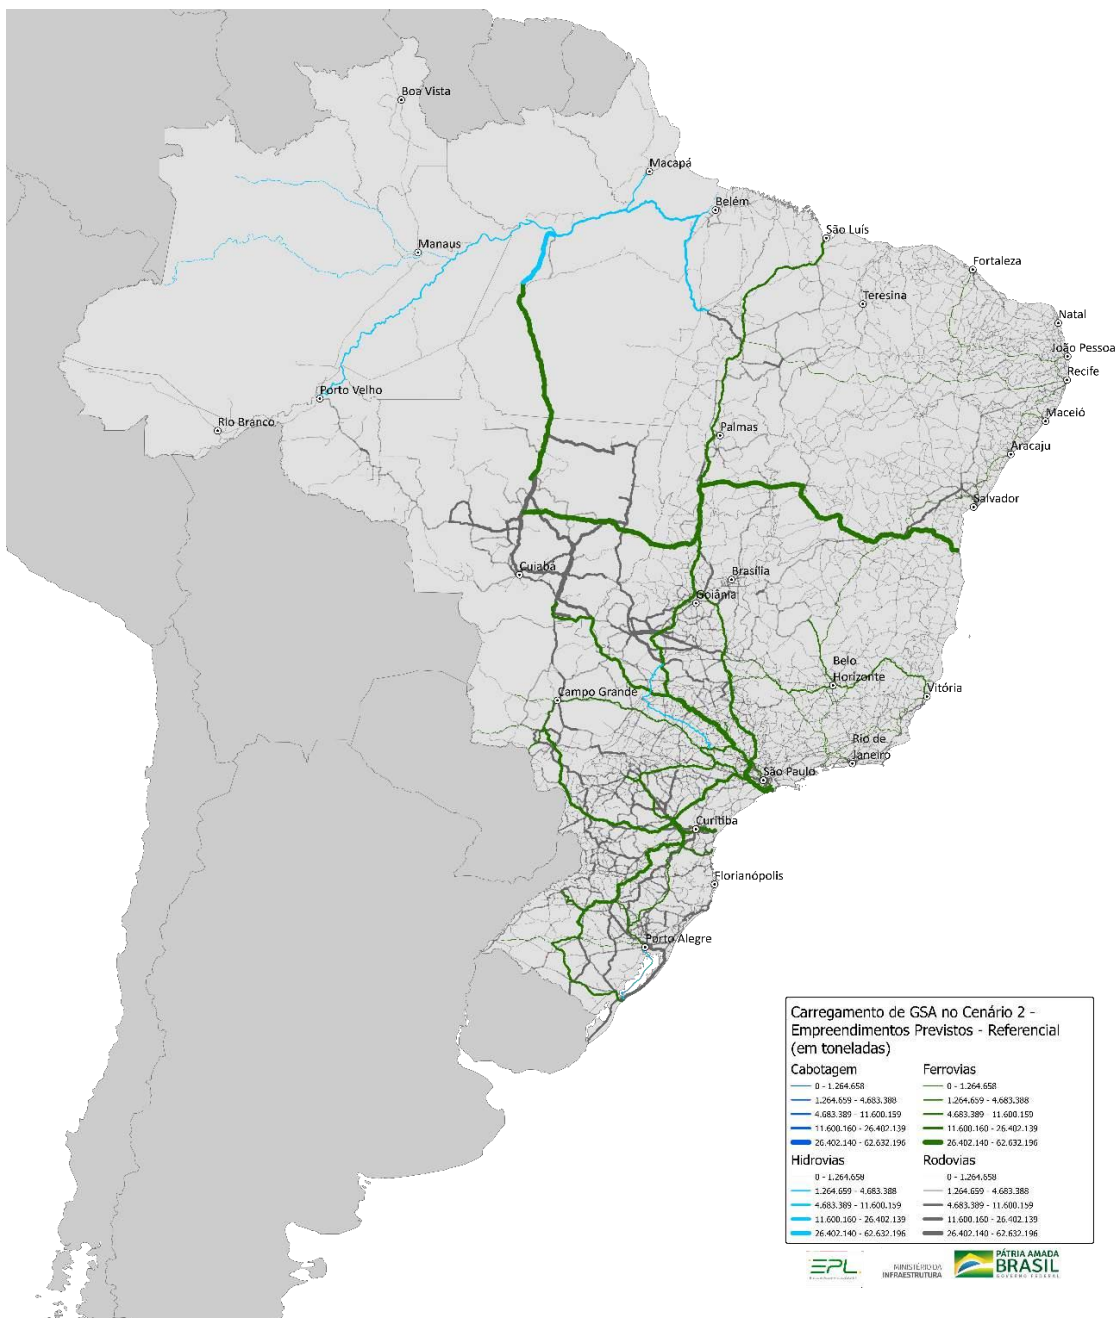 Boa Vista
Macapá
Belém
São Luís
Manaus
Fortaleza
Teresina
Natal
João Pessoa
Recife
Porto Velho
Maceió
Rio Branco
Palmas
Aracaju
Salvador
Cuiabá
Brasília
Goiânia
Belo
Horizonte
Campo Grande
Vitória
Rio de
Janeiro
São Paulo
Curitiba
Florianópolis
Porto Alegre
Carregamento de GSA no Cenário 2 -
Empreendimentos Previstos - Referencial
(em toneladas)
Cabotagem
0 - 1.264.658
1.264.659 - 4.683.388
4.683.389 - 11.600.159
11.600.160 - 26.402.139
26.402.140 - 62.632.196
Ferrovias
0 - 1.264.658
1.264.659 - 4.683.388
4.683.389 - 11.600.159
11.600.160 - 26.402.139
26.402.140 - 62.632.196
Hidrovias
0 - 1.264.658
1.264.659 - 4.683.388
4.683.389 - 11.600.159
11.600.160 - 26.402.139
26.402.140 - 62.632.196
Rodovias
0 - 1.264.658
1.264.659 - 4.683.388
4.683.389 - 11.600.159
11.600.160 - 26.402.139
26.402.140 - 62.632.196
EPL
MINISTÉRIO DA
INFRAESTRUTURA
PÁTRIA AMADA
BRASIL
GOVERNO FEDERAL